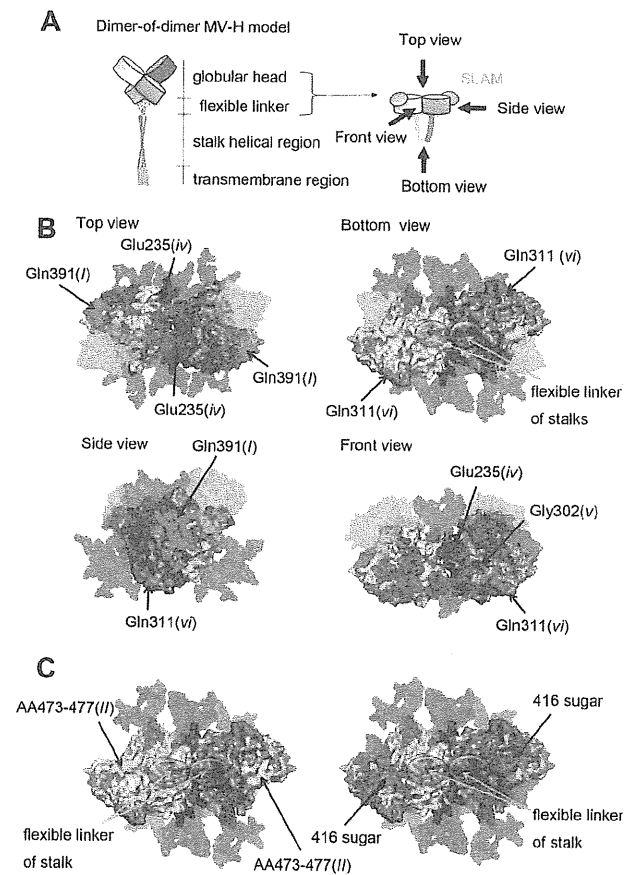 A
Dimer-of-dimer MV-H model
globular head
flexible linker
stalk helical region
transmembrane region
Top view
SLAM
Side view
Front view
Bottom view
B
Top view
Glu235(iv)
Gln391(I)
Gln391(I)
Glu235(iv)
Bottom view
Gln311 (vi)
Gln311(vi)
flexible linker
of stalks
Side view
Gln391(I)
Gln311(vi)
Front view
Glu235(iv)
Gly302(v)
Gln311(vi)
C
AA473-477(II)
flexible linker
of stalk
AA473-477(II)
416 sugar
416 sugar
flexible linker
of stalk